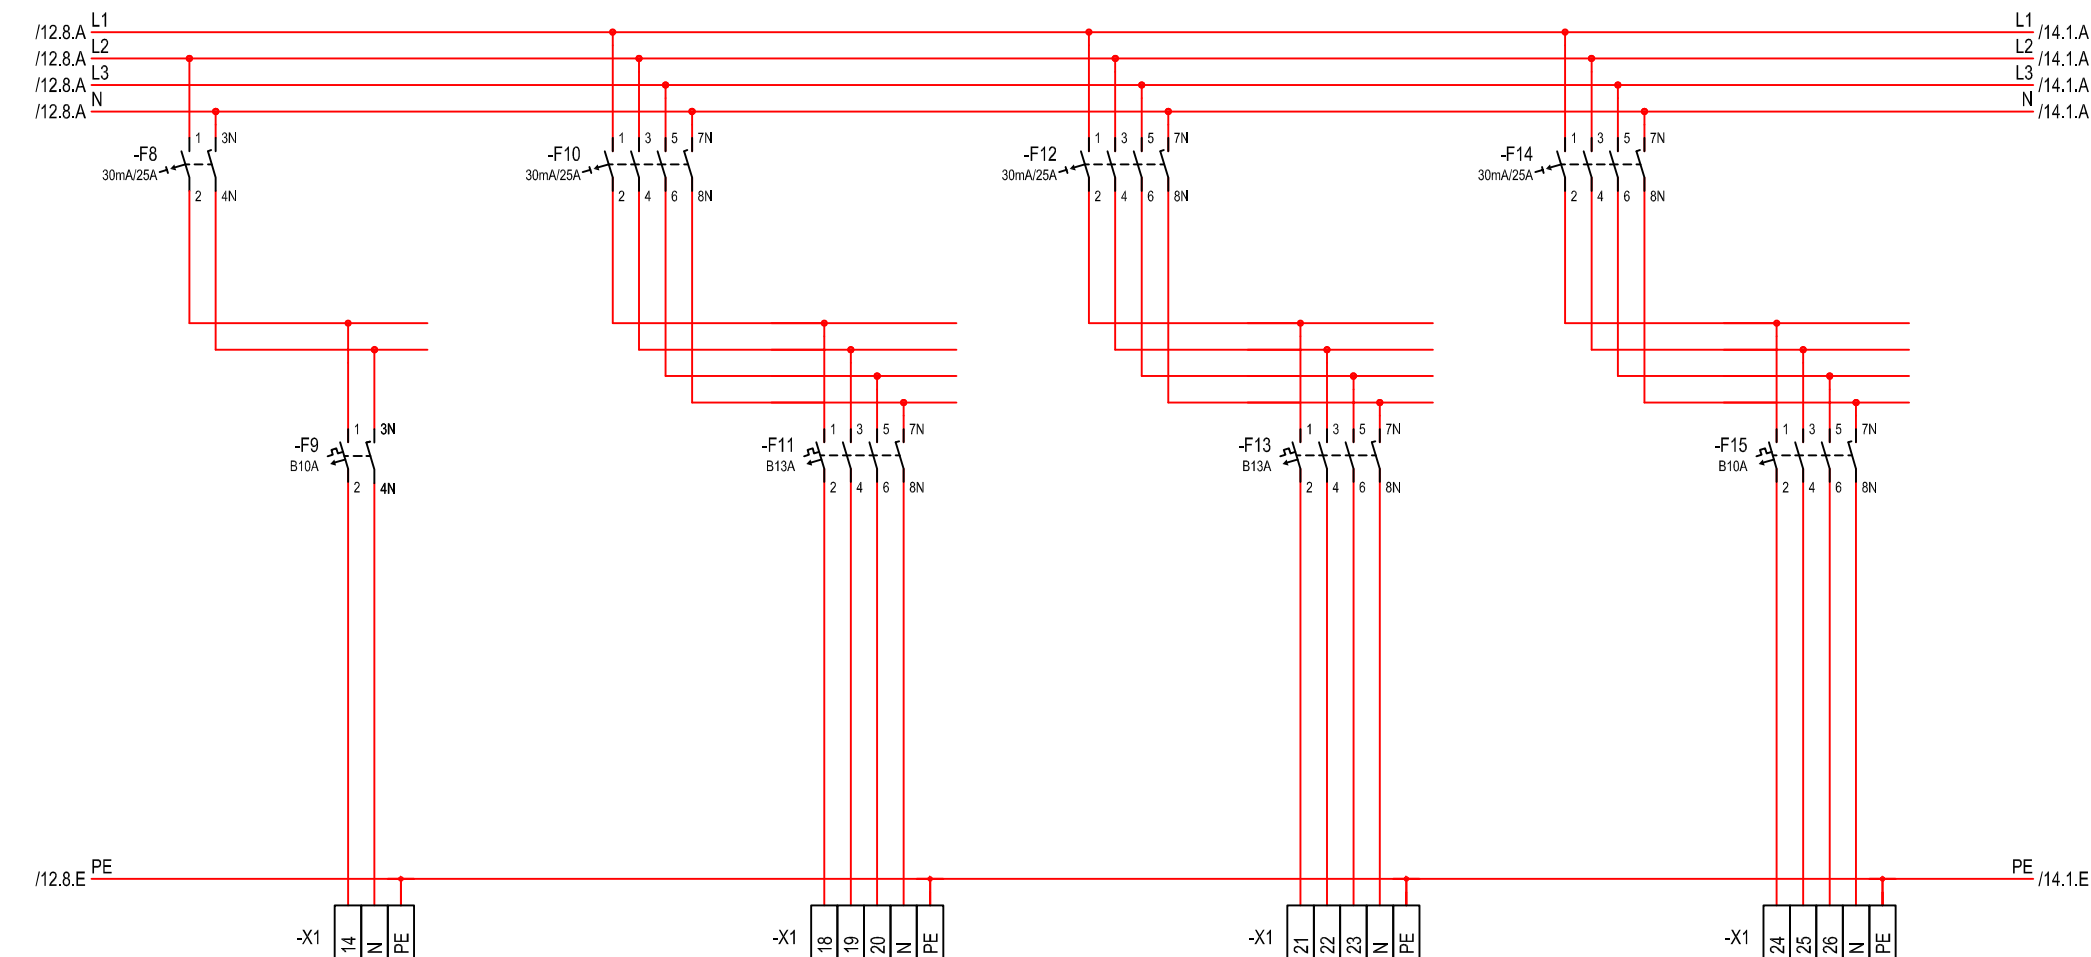 L1 L1
/12.8.A /14.1.A
L2 L2
/12.8.A /14.1.A
L3 L3
/12.8.A /14.1.A
N N
/12.8.A /14.1.A
1 3N 1 3 5 7N 1 3 5 7N 1 3 5 7N
-F8 -F10 -F12 -F14
30mA/25A 30mA/25A 30mA/25A 30mA/25A
2 4N 2 4 6 8N 2 4 6 8N 2 4 6 8N
1 3N 1 3 5 7N 1 3 5 7N 1 3 5 7N
-F9 -F11 -F13 -F15
B10A B13A B13A B10A
2 4N 2 4 6 8N 2 4 6 8N 2 4 6 8N
PE PE
/12.8.E /14.1.E
-X1 14 N PE -X1 18 19 20 N PE -X1 21 22 23 N PE -X1 24 25 26 N PE